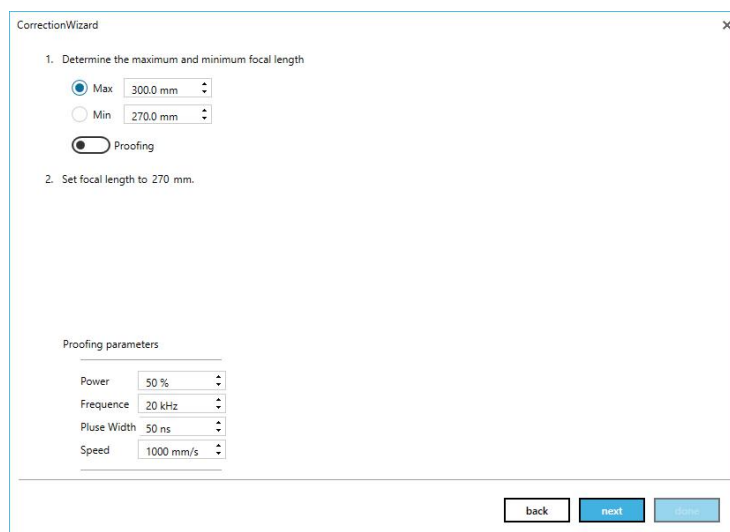 CorrectionWizard
1. Determine the maximum and minimum focal length
Max 300.0 mm
Min 270.0 mm
Proofing
2. Set focal length to 270 mm.
Proofing parameters
Power 50 %
Frequence 20 kHz
Pluse Width 50 ns
Speed 1000 mm/s
back next done